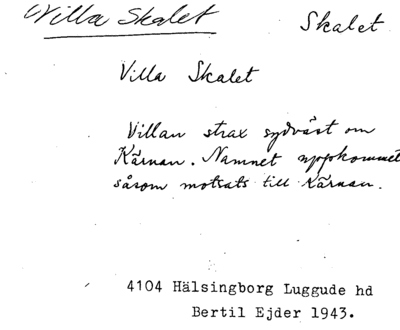 Villa Skalet Skalet
Villa Skalet
Villan strax sydväst om
Kärnan. Namnet uppkommet
såsom motsats till Kärnan.
4104 Hälsingborg Luggude hd
Bertil Ejder 1943.